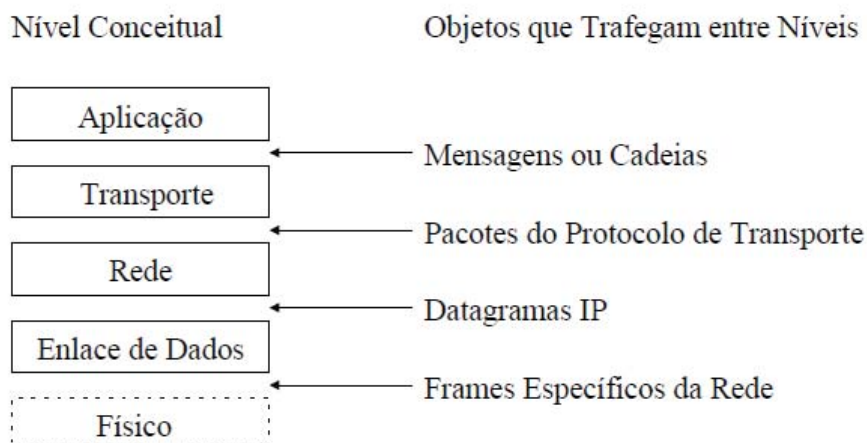 Nível Conceitual
Objetos que Trafegam entre Níveis
Aplicação
Mensagens ou Cadeias
Transporte
Pacotes do Protocolo de Transporte
Rede
Datagramas IP
Enlace de Dados
Frames Específicos da Rede
Físico